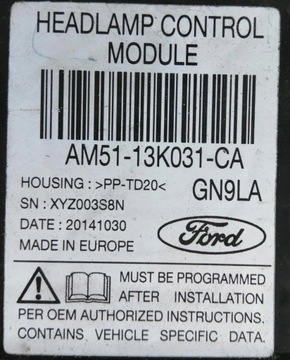 HEADLAMP CONTROL
MODULE
AM51-13K031-CA
HOUSING : >PP-TD20< GN9LA
SN : XYZ003S8N
DATE : 20141030
MADE IN EUROPE
Ford
MUST BE PROGRAMMED
AFTER INSTALLATION
PER OEM AUTHORIZED INSTRUCTIONS.
CONTAINS VEHICLE SPECIFIC DATA.